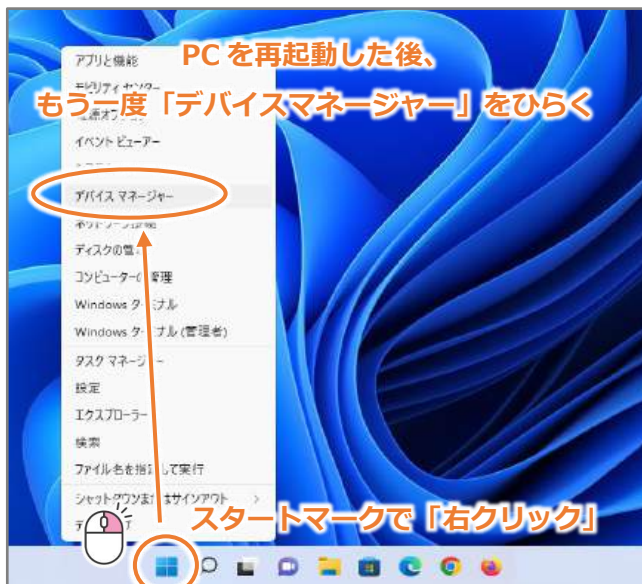 アプリと機能
PC を再起動した後、
もう一度「デバイスマネージャー」をひらく
イベント ビューアー
デバイス マネージャー
ディスクの管
コンピューターの 管理
Windows ターミナル
Windows ターミナル (管理者)
タスク マネージャー
設定
エクスプローラー
検索
ファイル名を指定して実行
シャットダウンまたはサインアウト >
スタートマークで「右クリック」